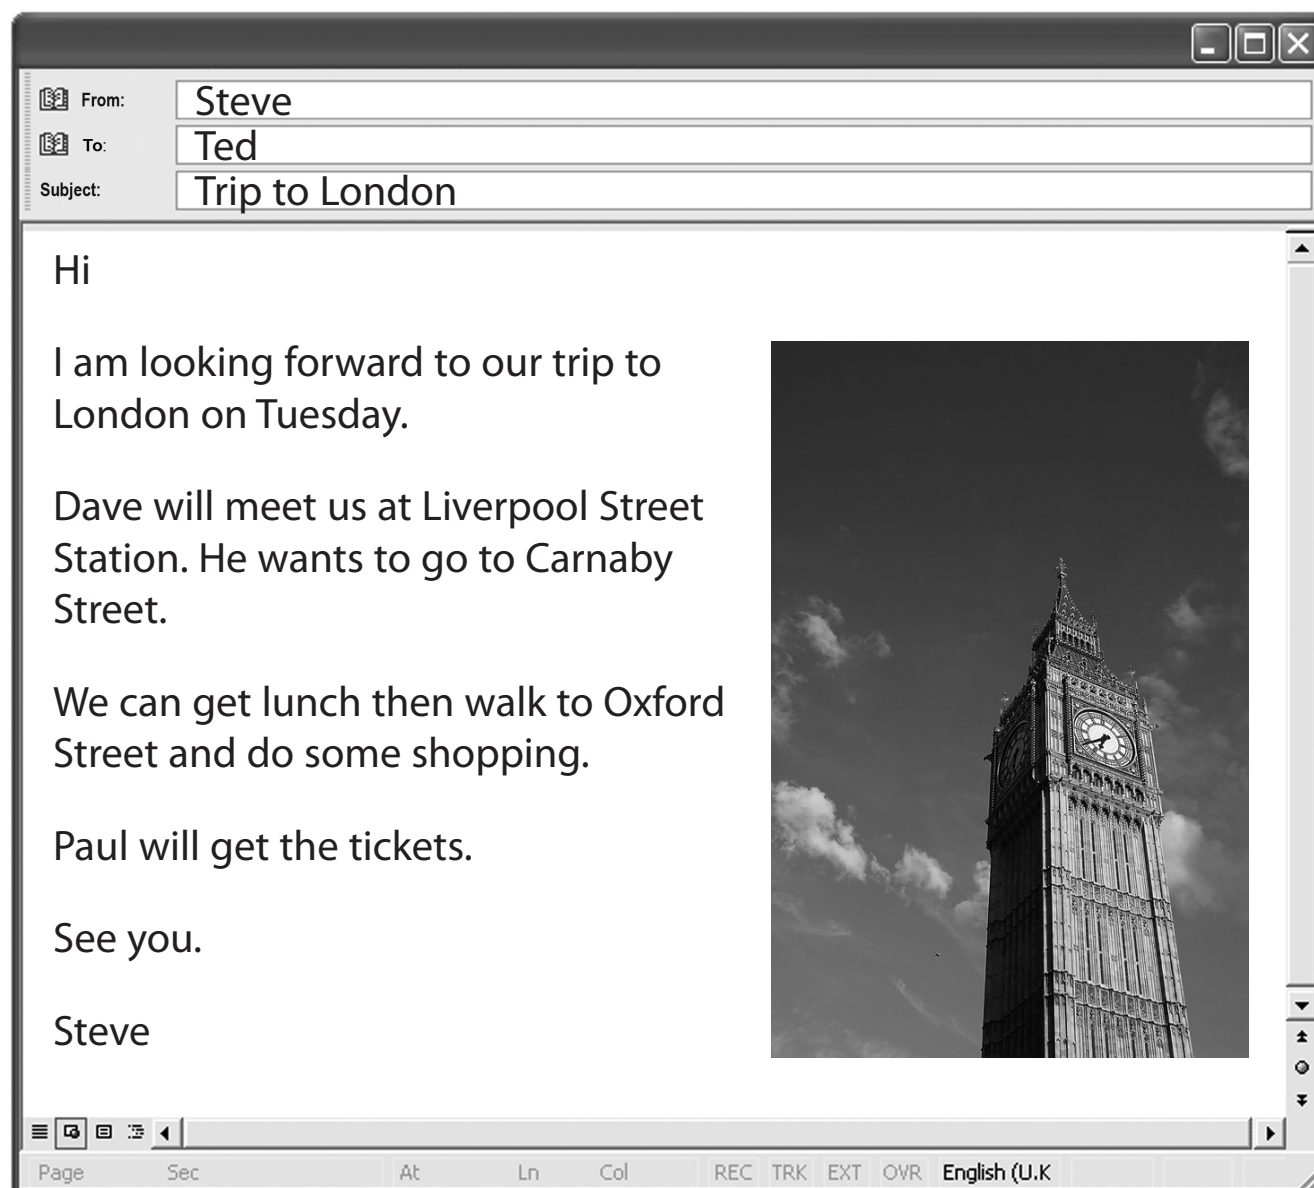 From: Steve
To: Ted
Subject: Trip to London
Hi
I am looking forward to our trip to
London on Tuesday.
Dave will meet us at Liverpool Street
Station. He wants to go to Carnaby
Street.
We can get lunch then walk to Oxford
Street and do some shopping.
Paul will get the tickets.
See you.
Steve
Page Sec At Ln Col REC TRK EXT OVR English (U.K